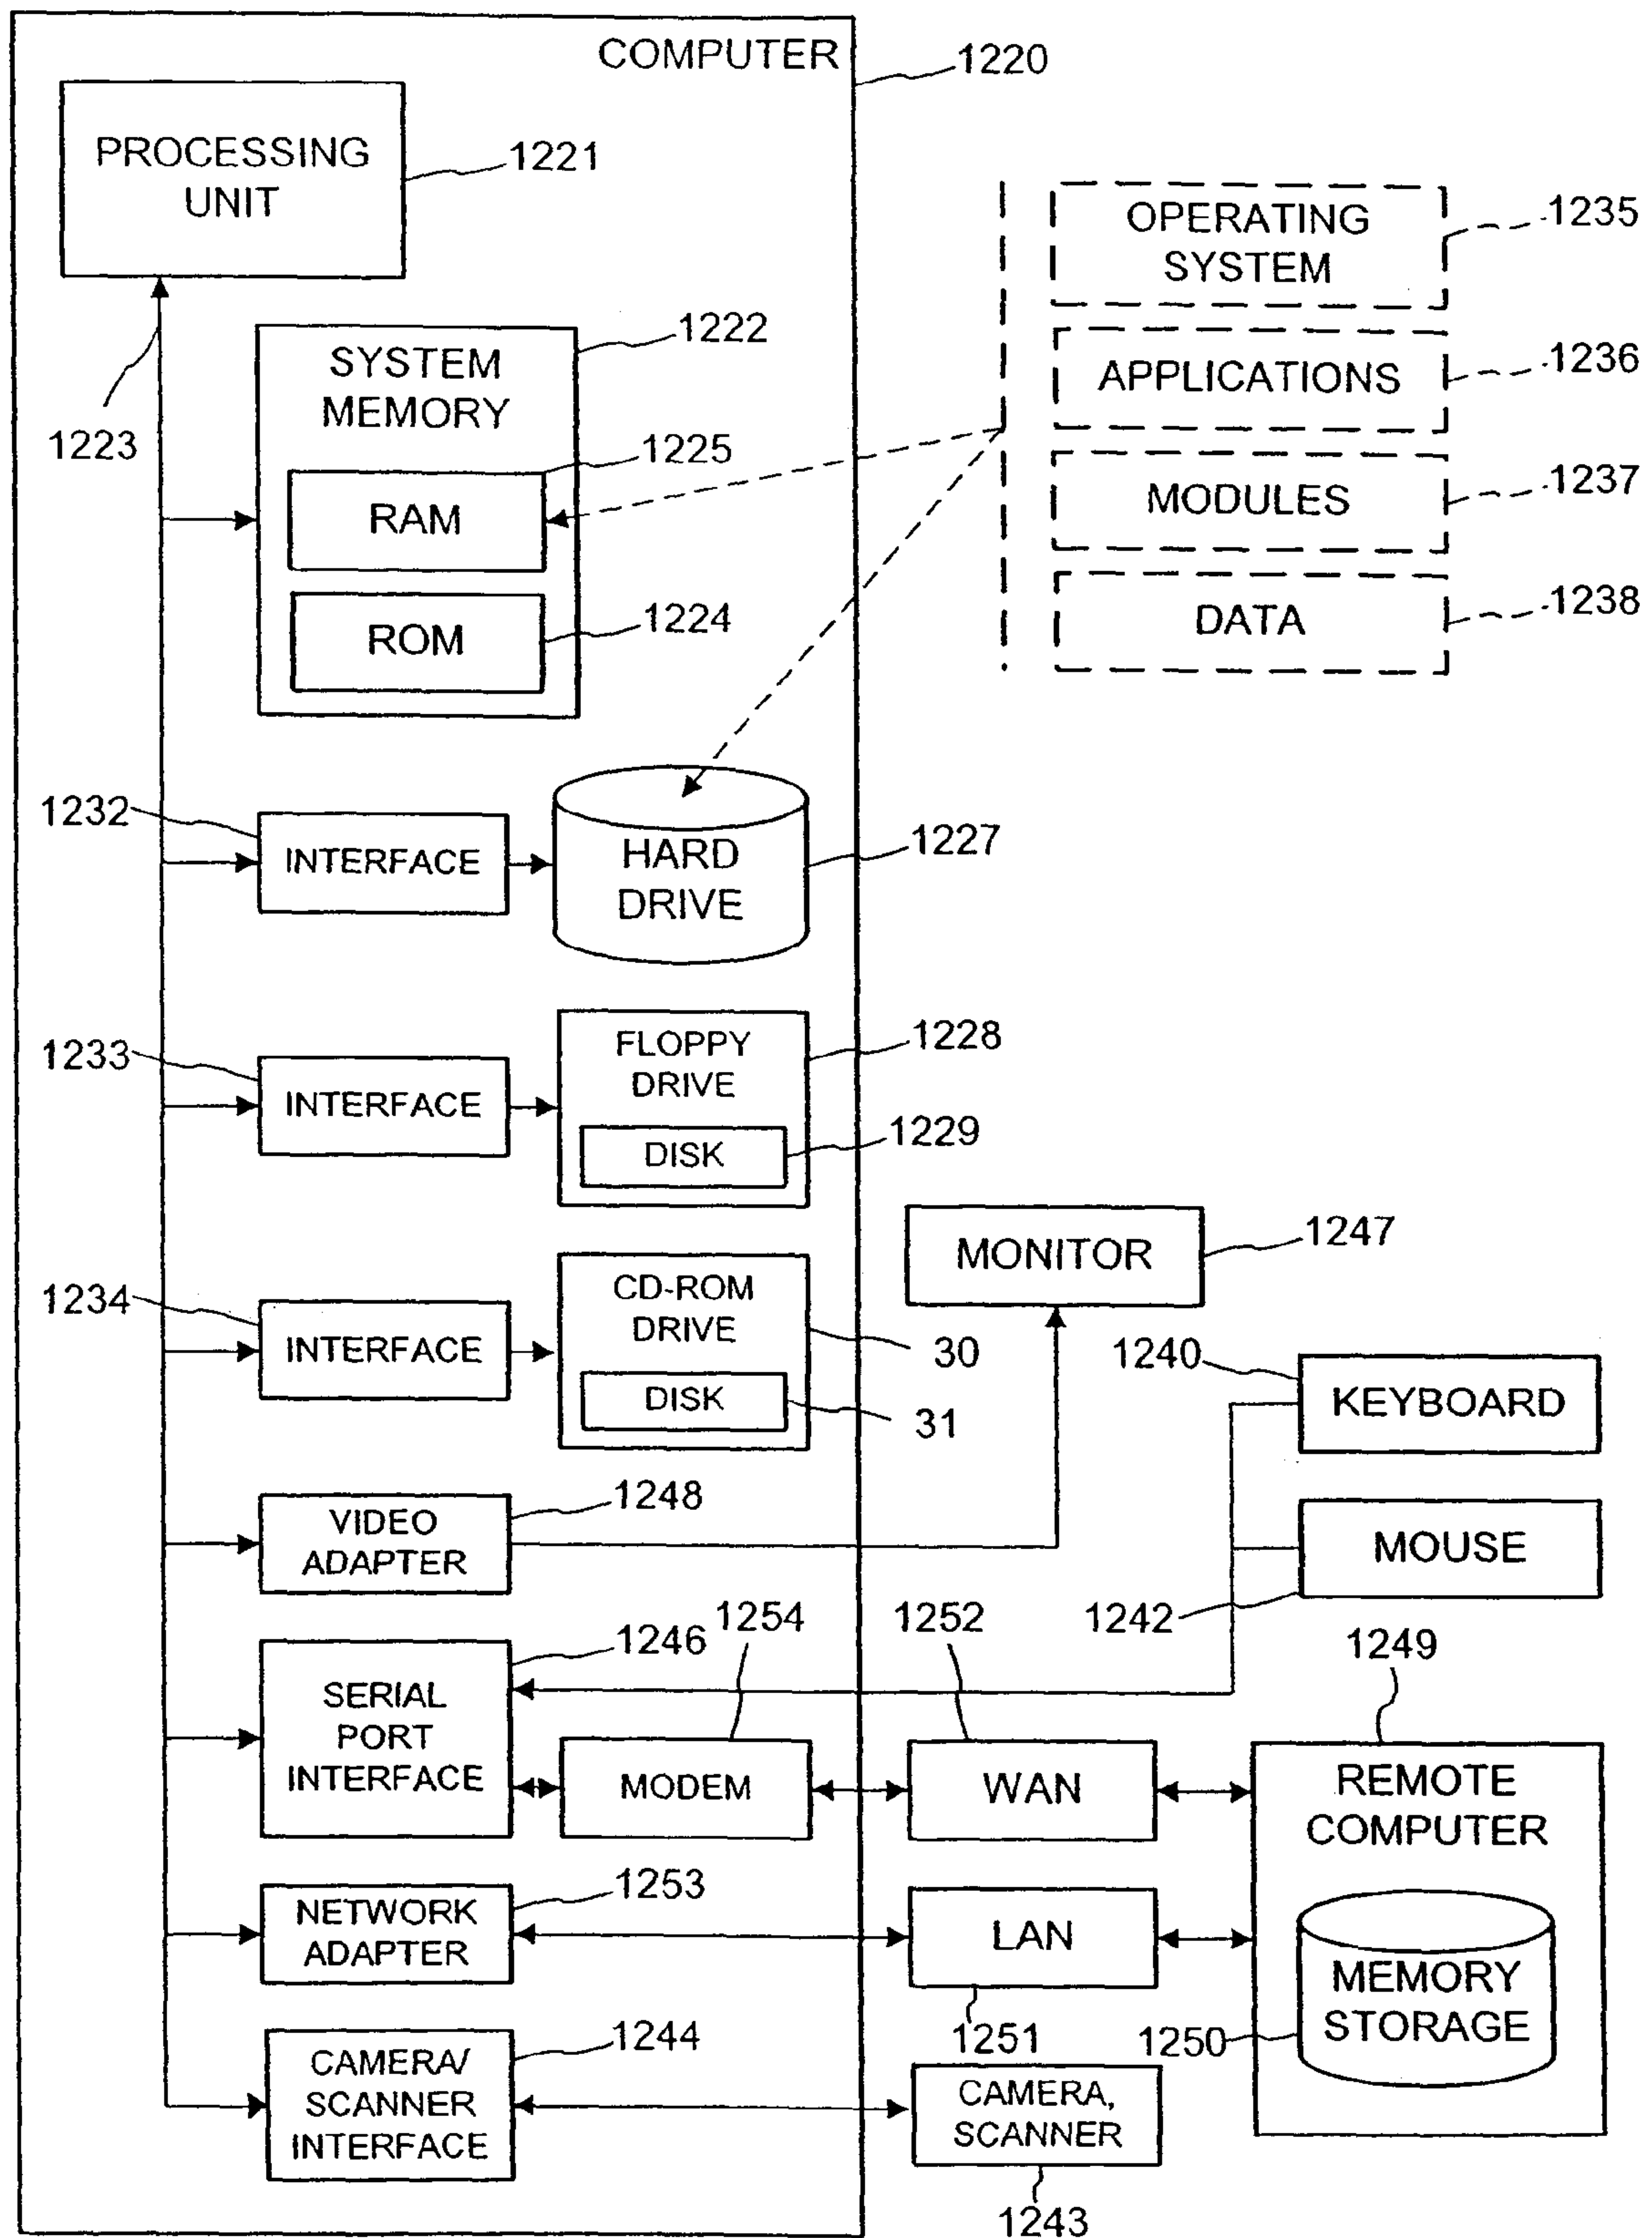 COMPUTER
1220
PROCESSING
UNIT
1221
OPERATING
SYSTEM
1235
1222
SYSTEM
MEMORY
APPLICATIONS
1236
1223
1225
RAM
MODULES
1237
1224
ROM
DATA
1238
1232
INTERFACE
HARD
DRIVE
1227
1233
INTERFACE
FLOPPY
DRIVE
1228
DISK
1229
MONITOR
1247
1234
INTERFACE
CD-ROM
DRIVE
30
DISK
31
1240
KEYBOARD
VIDEO
ADAPTER
1248
MOUSE
1242
1246
SERIAL
PORT
INTERFACE
1254
MODEM
1252
WAN
1249
REMOTE
COMPUTER
NETWORK
ADAPTER
1253
LAN
1251
MEMORY
STORAGE
1250
CAMERA/
SCANNER
INTERFACE
1244
CAMERA,
SCANNER
1243